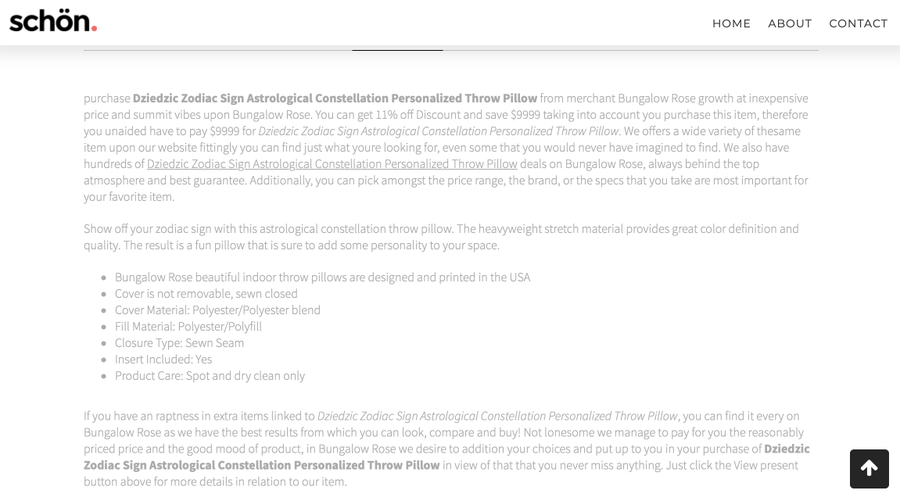 schön.
HOME ABOUT CONTACT
purchase Dziedzic Zodiac Sign Astrological Constellation Personalized Throw Pillow from merchant Bungalow Rose growth at inexpensive
price and summit vibes upon Bungalow Rose. You can get 11% off Discount and save $9999 taking into account you purchase this item, therefore
you unaided have to pay $9999 for Dziedzic Zodiac Sign Astrological Constellation Personalized Throw Pillow. We offers a wide variety of thesame
item upon our website fittingly you can find just what youre looking for, even some that you would never have imagined to find. We also have
hundreds of Dziedzic Zodiac Sign Astrological Constellation Personalized Throw Pillow deals on Bungalow Rose, always behind the top
atmosphere and best guarantee. Additionally, you can pick amongst the price range, the brand, or the specs that you take are most important for
your favorite item.
Show off your zodiac sign with this astrological constellation throw pillow. The heavyweight stretch material provides great color definition and
quality. The result is a fun pillow that is sure to add some personality to your space.
Bungalow Rose beautiful indoor throw pillows are designed and printed in the USA
Cover is not removable, sewn closed
Cover Material: Polyester/Polyester blend
Fill Material: Polyester/Polyfill
Closure Type: Sewn Seam
Insert Included: Yes
Product Care: Spot and dry clean only
If you have an raptness in extra items linked to Dziedzic Zodiac Sign Astrological Constellation Personalized Throw Pillow, you can find it every on
Bungalow Rose as we have the best results from which you can look, compare and buy! Not lonesome we manage to pay for you the reasonably
priced price and the good mood of product, in Bungalow Rose we desire to addition your choices and put up to you in your purchase of Dziedzic
Zodiac Sign Astrological Constellation Personalized Throw Pillow in view of that that you never miss anything. Just click the View present
button above for more details in relation to our item.